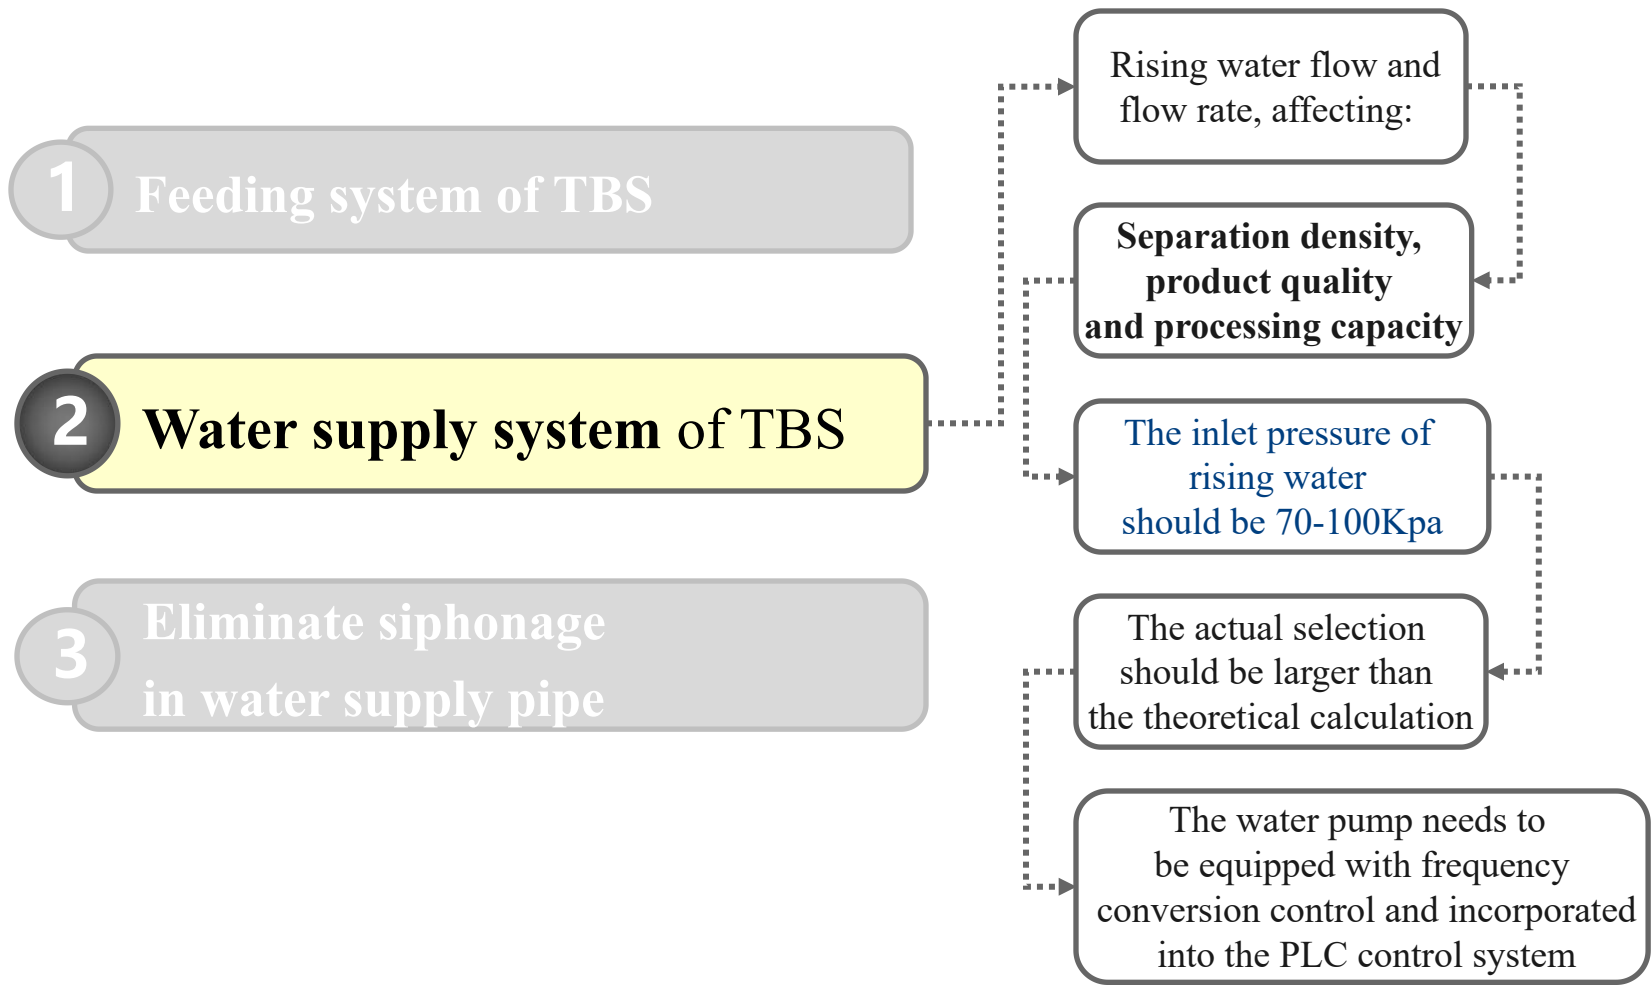 1
Feeding system of TBS
2
Water supply system of TBS
3
Eliminate siphonage
in water supply pipe
Rising water flow and
flow rate, affecting:
Separation density,
product quality
and processing capacity
The inlet pressure of
rising water
should be 70-100Kpa
The actual selection
should be larger than
the theoretical calculation
The water pump needs to
be equipped with frequency
conversion control and incorporated
into the PLC control system